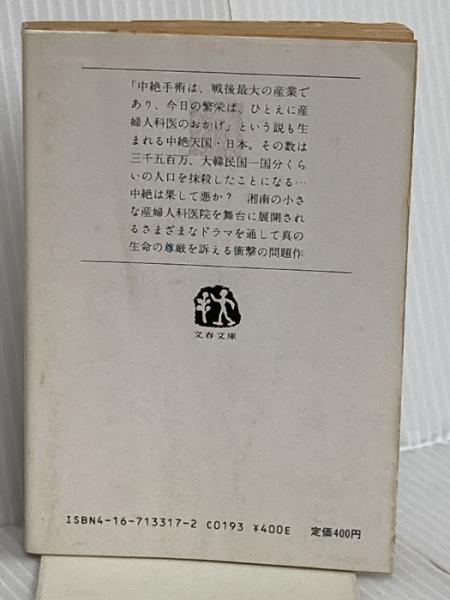 「中絶手術は、戦後最大の産業で
あり、今日の繁栄は、ひとえに産
婦人科医のおかげ」という説も生
まれる中絶天国・日本。その数は
三千五百万、大韓民国一国分くら
いの人口を抹殺したことになる…
中絶は果して悪か？　湘南の小さ
な産婦人科医院を舞台に展開され
るさまざまなドラマを通して真の
生命の尊厳を訴える衝撃の問題作
文春文庫
ISBN4-16-713317-2 C0193 ¥400E 定価400円